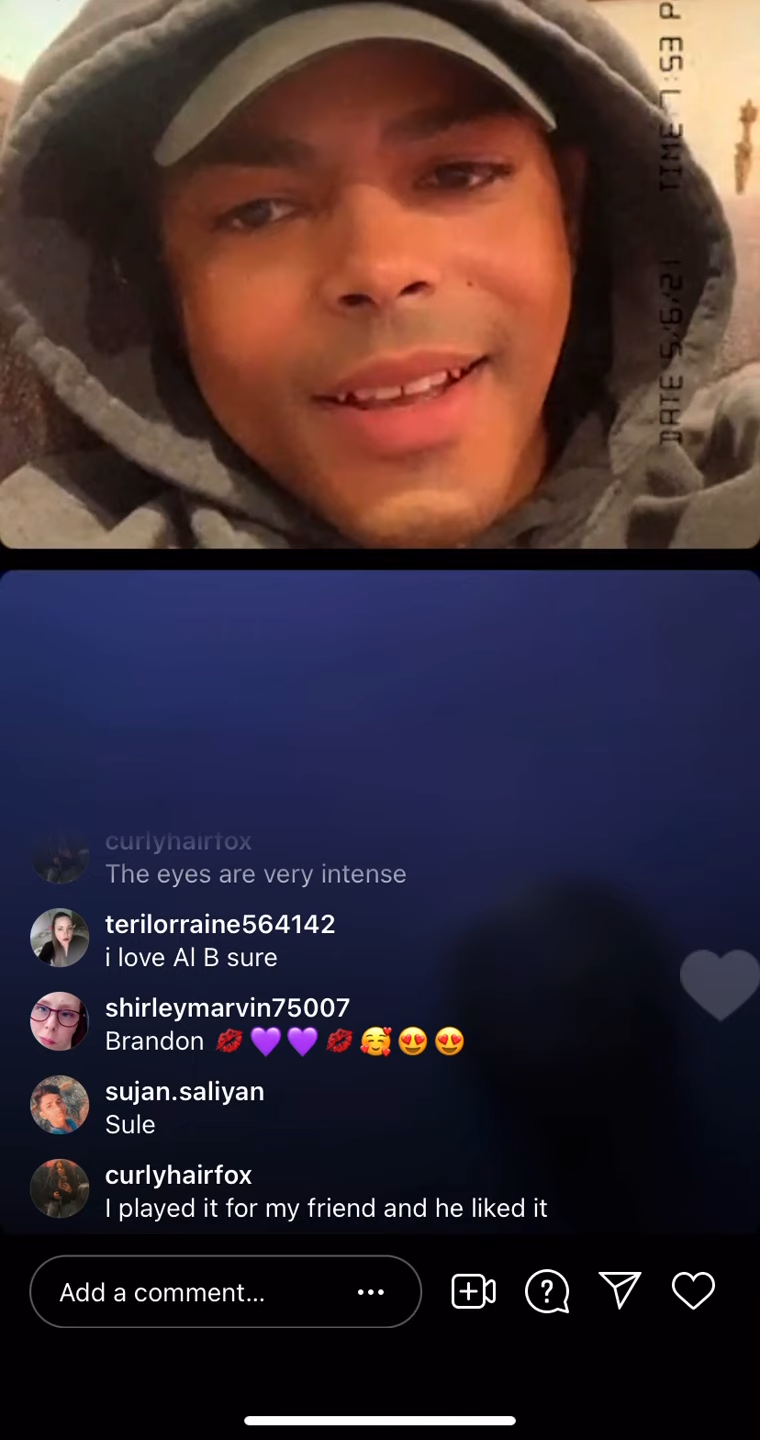 DATE 5/6/21 TIME 7:53 P
curlyhairfox
The eyes are very intense
terilorraine564142
i love Al B sure
shirleymarvin75007
Brandon 💋💜💜💋🥰😍😍
sujan.saliyan
Sule
curlyhairfox
I played it for my friend and he liked it
Add a comment...